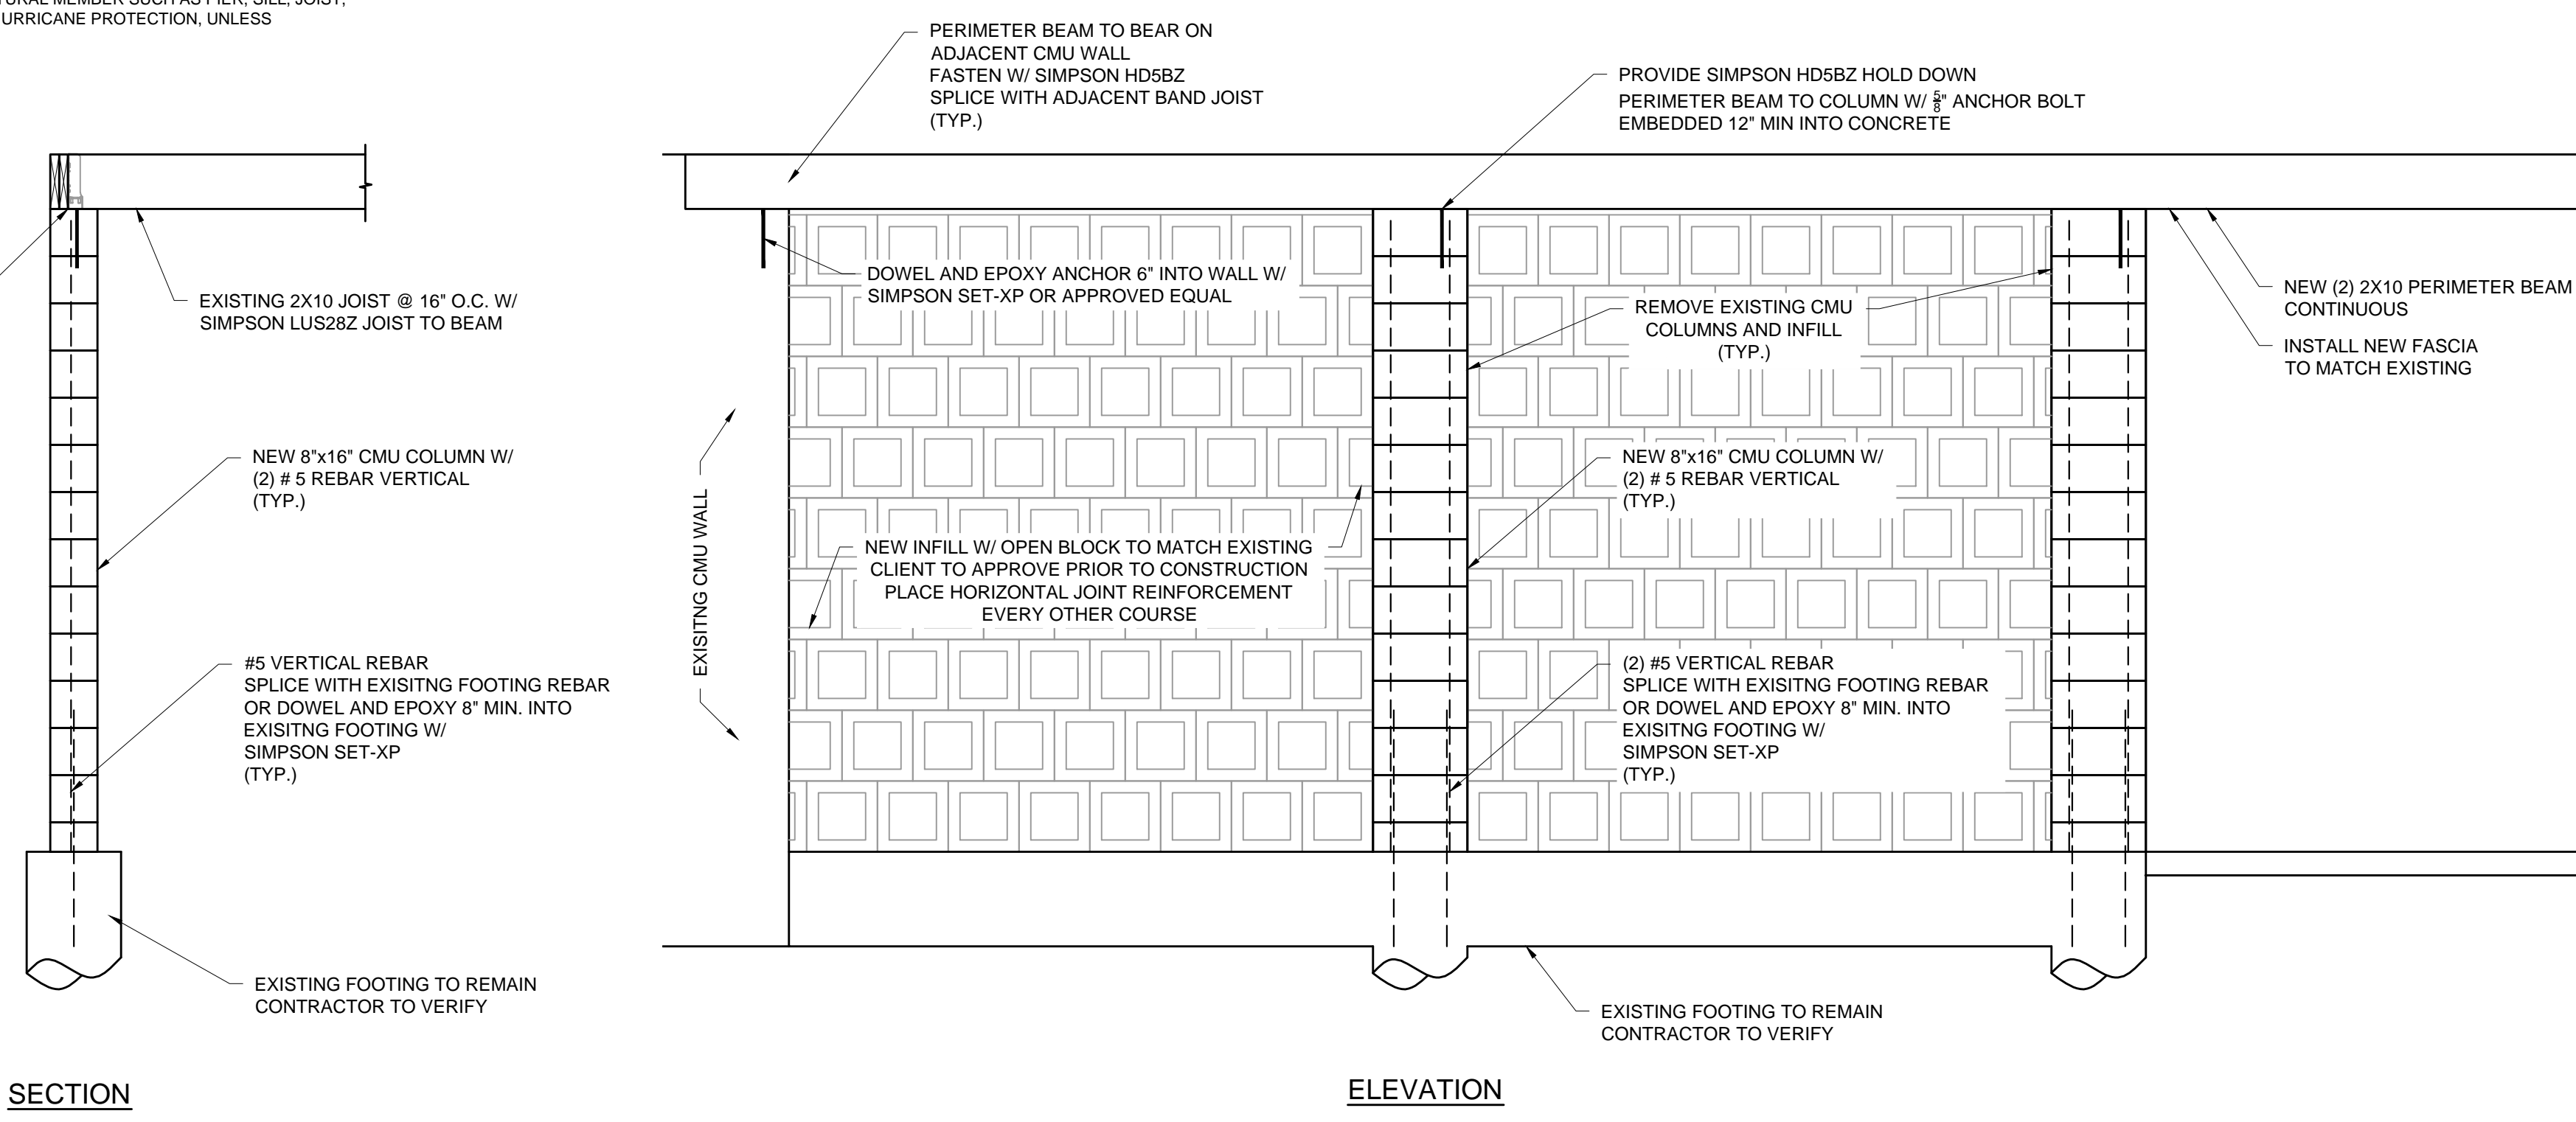 URRICANE PROTECTION, UNLESS
PERIMETER BEAM TO BEAR ON
ADJACENT CMU WALL
FASTEN W/ SIMPSON HD5BZ
SPLICE WITH ADJACENT BAND JOIST
(TYP.)
PROVIDE SIMPSON HD5BZ HOLD DOWN
PERIMETER BEAM TO COLUMN W/ 5/8" ANCHOR BOLT
EMBEDDED 12" MIN INTO CONCRETE
EXISTING 2X10 JOIST @ 16" O.C. W/
SIMPSON LUS28Z JOIST TO BEAM
NEW 8"x16" CMU COLUMN W/
(2) # 5 REBAR VERTICAL
(TYP.)
#5 VERTICAL REBAR
SPLICE WITH EXISITNG FOOTING REBAR
OR DOWEL AND EPOXY 8" MIN. INTO
EXISITNG FOOTING W/
SIMPSON SET-XP
(TYP.)
EXISTING FOOTING TO REMAIN
CONTRACTOR TO VERIFY
SECTION
EXISITNG CMU WALL
DOWEL AND EPOXY ANCHOR 6" INTO WALL W/
SIMPSON SET-XP OR APPROVED EQUAL
REMOVE EXISTING CMU
COLUMNS AND INFILL
(TYP.)
NEW INFILL W/ OPEN BLOCK TO MATCH EXISTING
CLIENT TO APPROVE PRIOR TO CONSTRUCTION
PLACE HORIZONTAL JOINT REINFORCEMENT
EVERY OTHER COURSE
NEW 8"x16" CMU COLUMN W/
(2) # 5 REBAR VERTICAL
(TYP.)
(2) #5 VERTICAL REBAR
SPLICE WITH EXISITNG FOOTING REBAR
OR DOWEL AND EPOXY 8" MIN. INTO
EXISITNG FOOTING W/
SIMPSON SET-XP
(TYP.)
NEW (2) 2X10 PERIMETER BEAM
CONTINUOUS
INSTALL NEW FASCIA
TO MATCH EXISTING
EXISTING FOOTING TO REMAIN
CONTRACTOR TO VERIFY
ELEVATION